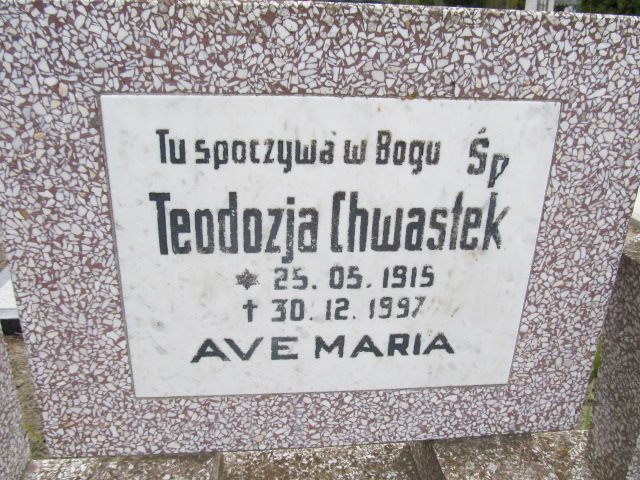 Tu spoczywa w Bogu Śp
Teodozja Chwastek
* 25. 05. 1915
† 30. 12. 1997
AVE MARIA